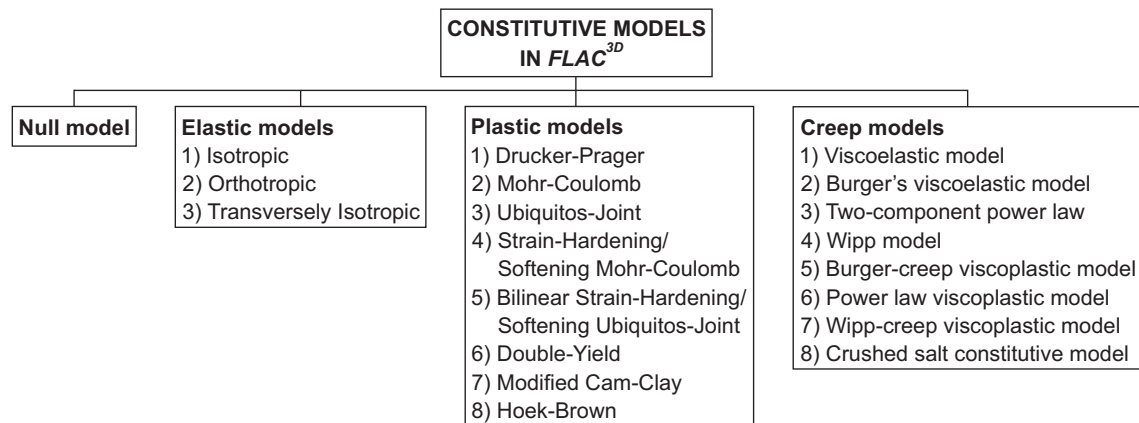 CONSTITUTIVE MODELS
IN FLAC3D
Null model
Elastic models
1) Isotropic
2) Orthotropic
3) Transversely Isotropic
Plastic models
1) Drucker-Prager
2) Mohr-Coulomb
3) Ubiquitos-Joint
4) Strain-Hardening/
Softening Mohr-Coulomb
5) Bilinear Strain-Hardening/
Softening Ubiquitos-Joint
6) Double-Yield
7) Modified Cam-Clay
8) Hoek-Brown
Creep models
1) Viscoelastic model
2) Burger's viscoelastic model
3) Two-component power law
4) Wipp model
5) Burger-creep viscoplastic model
6) Power law viscoplastic model
7) Wipp-creep viscoplastic model
8) Crushed salt constitutive model